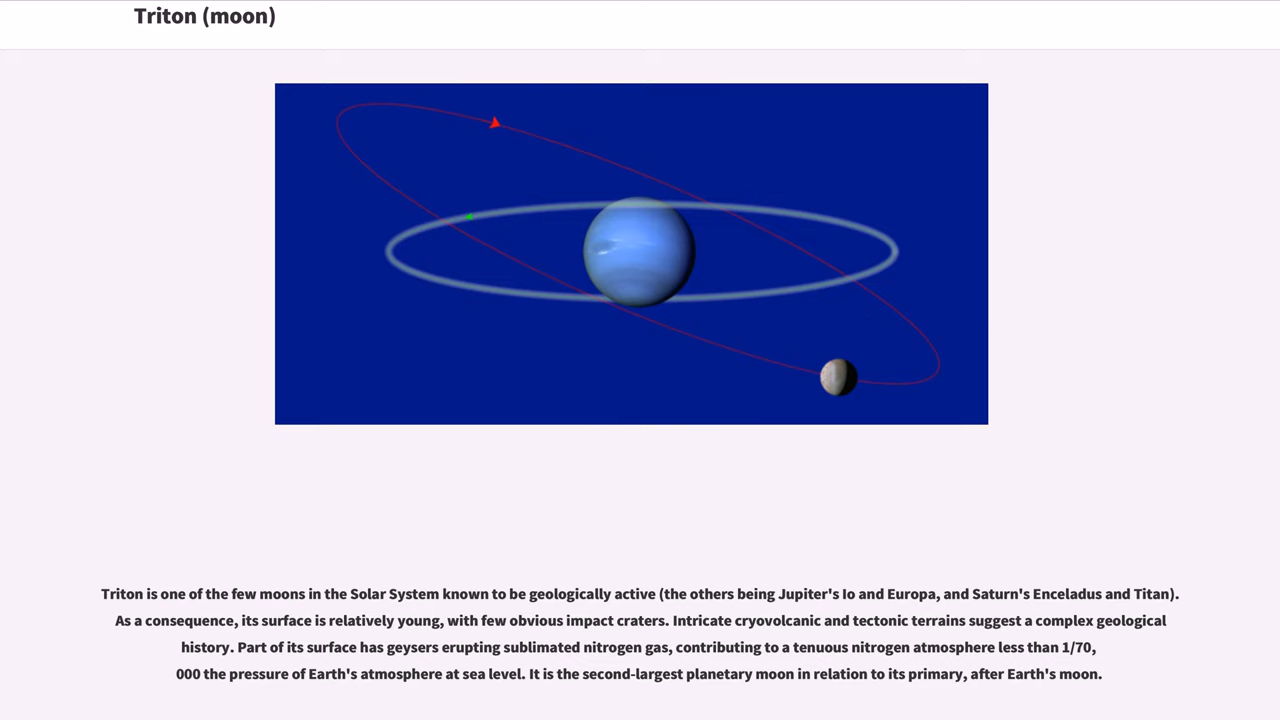 Triton (moon)
Triton is one of the few moons in the Solar System known to be geologically active (the others being Jupiter's Io and Europa, and Saturn's Enceladus and Titan).
As a consequence, its surface is relatively young, with few obvious impact craters. Intricate cryovolcanic and tectonic terrains suggest a complex geological
history. Part of its surface has geysers erupting sublimated nitrogen gas, contributing to a tenuous nitrogen atmosphere less than 1/70,
000 the pressure of Earth's atmosphere at sea level. It is the second-largest planetary moon in relation to its primary, after Earth's moon.